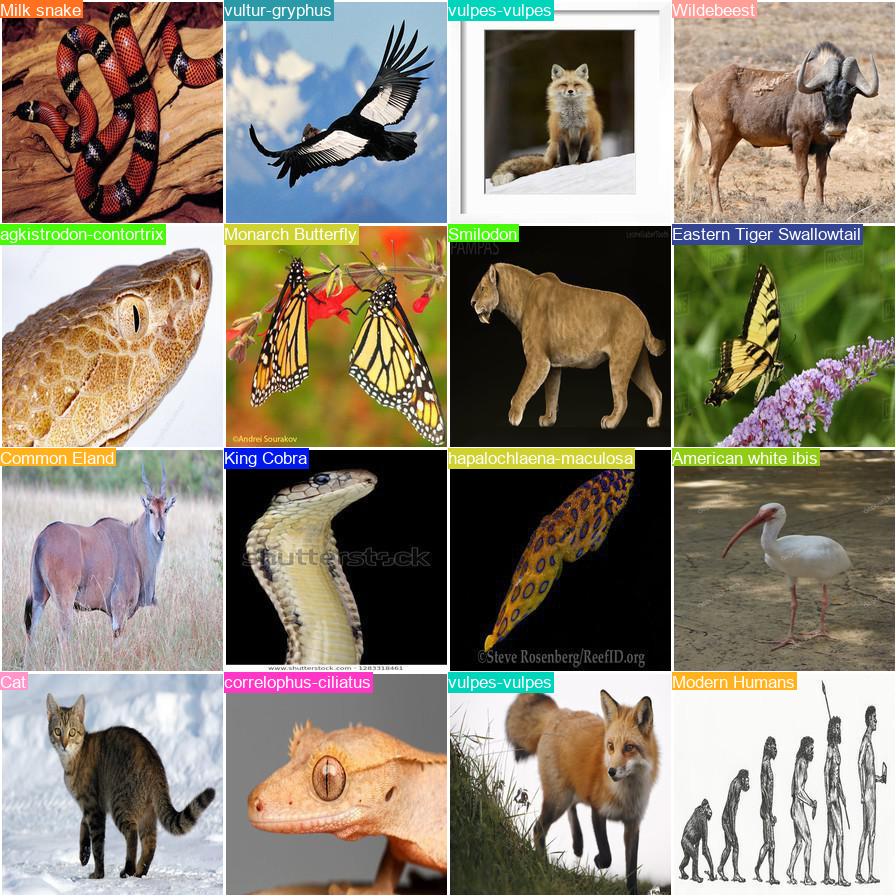 Milk snake
vultur-gryphus
vulpes-vulpes
Wildebeest
agkistrodon-contortrix
Monarch Butterfly
Smilodon
Eastern Tiger Swallowtail
PAMPAS
©Andrei Sourakov
Common Eland
King Cobra
hapalochlaena-maculosa
American white ibis
shutterstock
©Steve Rosenberg/ReefID.org
www.shutterstock.com · 1283318461
Cat
correlophus-ciliatus
vulpes-vulpes
Modern Humans